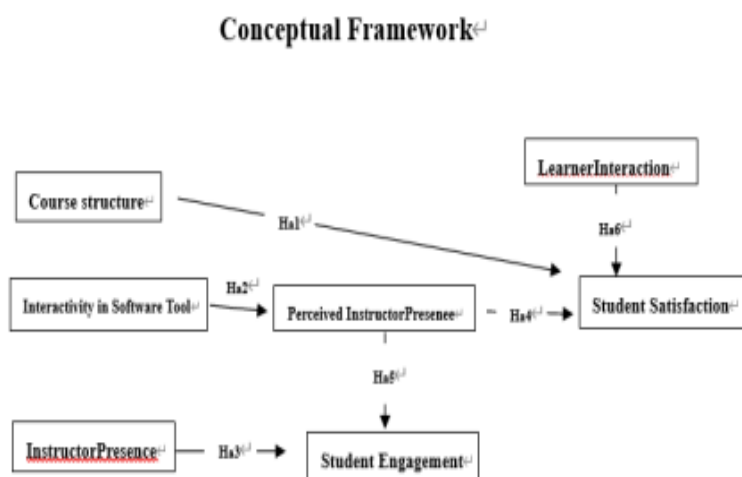 Conceptual Framework
LearnerInteraction
Course structure
Ha1
Ha6
Interactivity in Software Tool
Ha2
Perceived InstructorPresenee
Ha4
Student Satisfaction
Ha5
InstructorPresence
Ha3
Student Engagement